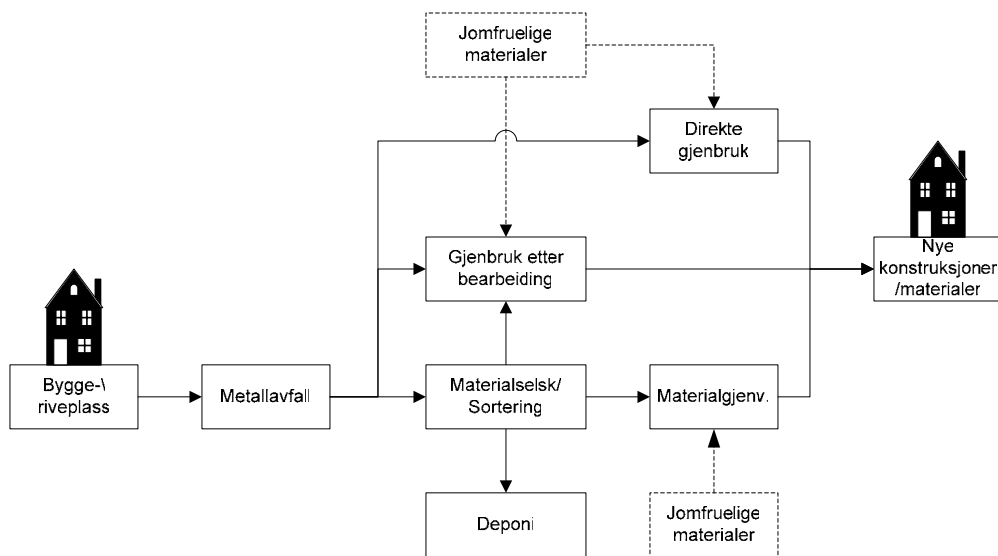 Jomfruelige
materialer
Direkte
gjenbruk
Gjenbruk etter
bearbeiding
Nye
konstruksjoner
/materialer
Bygge-\
riveplass
Metallavfall
Materialselsk/
Sortering
Materialgjenv.
Deponi
Jomfruelige
materialer